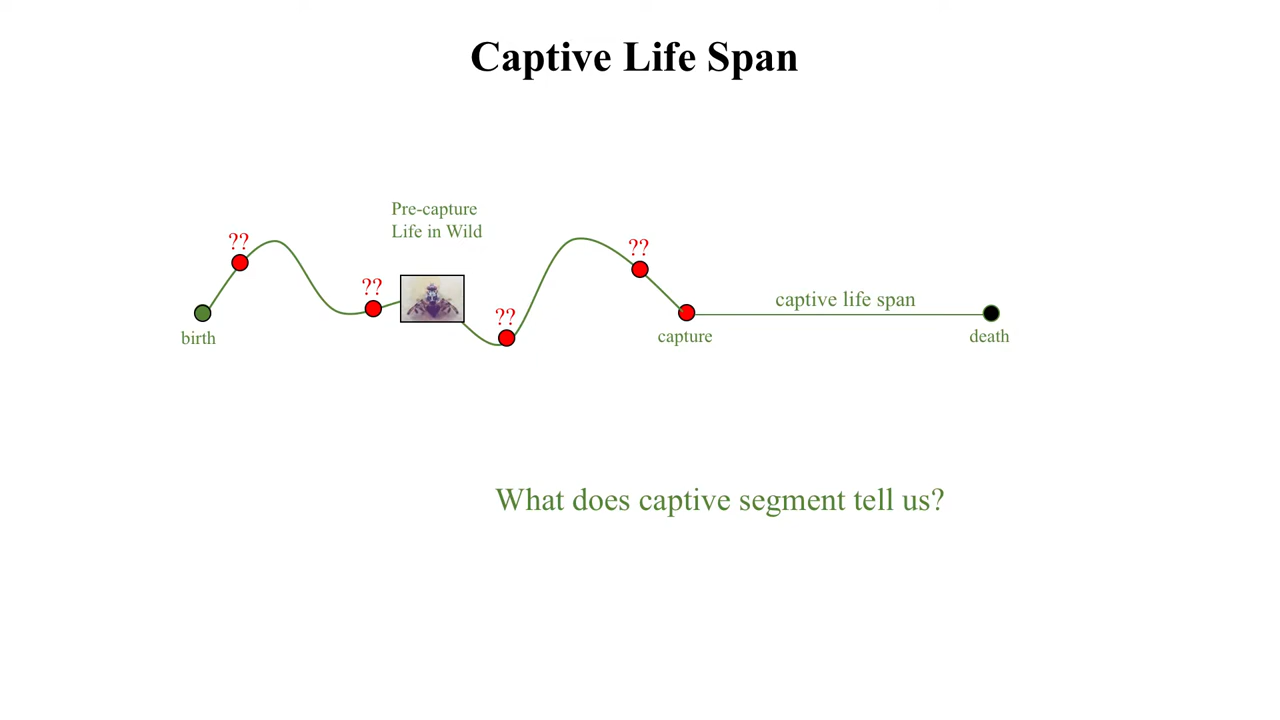 Captive Life Span
Pre-capture
Life in Wild
??
??
??
??
birth
capture
captive life span
death
What does captive segment tell us?